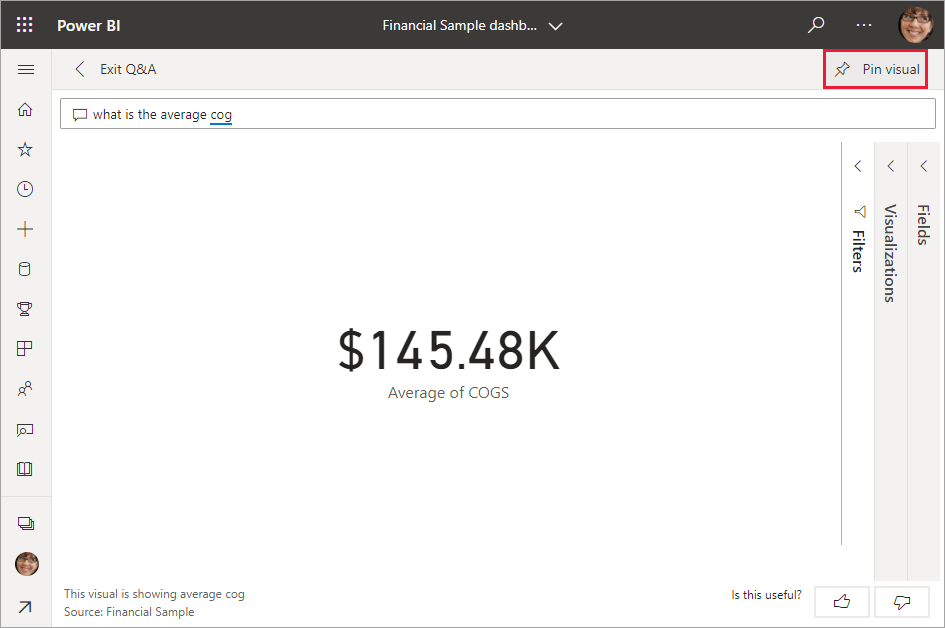 Power BI
Financial Sample dashb...
Exit Q&A
Pin visual
what is the average cog
Filters
Visualizations
Fields
$145.48K
Average of COGS
This visual is showing average cog
Source: Financial Sample
Is this useful?